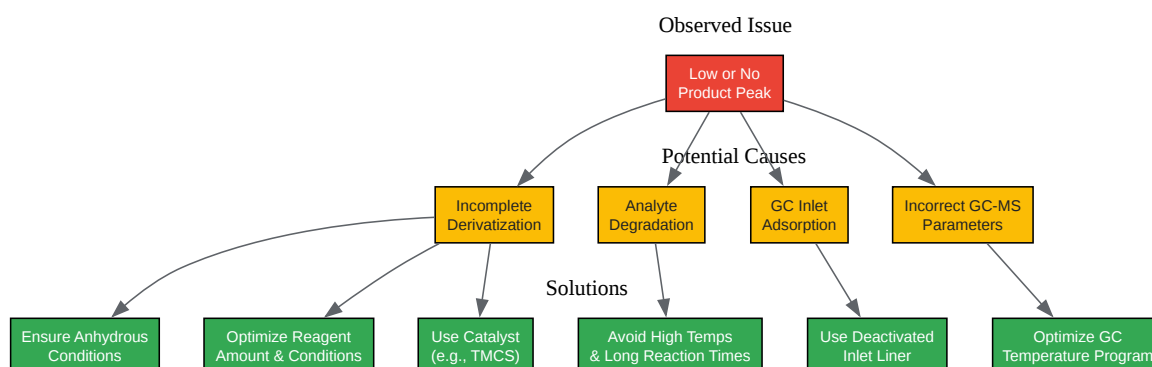 Observed Issue
Low or No
Product Peak
Potential Causes
Incomplete
Derivatization
Analyte
Degradation
GC Inlet
Adsorption
Incorrect GC-MS
Parameters
Solutions
Ensure Anhydrous
Conditions
Optimize Reagent
Amount & Conditions
Use Catalyst
(e.g., TMCS)
Avoid High Temps
& Long Reaction Times
Use Deactivated
Inlet Liner
Optimize GC
Temperature Program